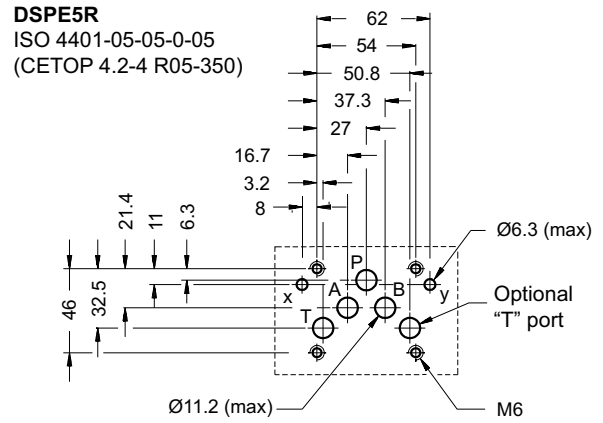 DSPE5R
ISO 4401-05-05-0-05
(CETOP 4.2-4 R05-350)
62
54
50.8
37.3
27
16.7
3.2
8
21.4
11
6.3
46
32.5
P
A
B
T
x
y
Ø6.3 (max)
Optional
“T” port
Ø11.2 (max)
M6